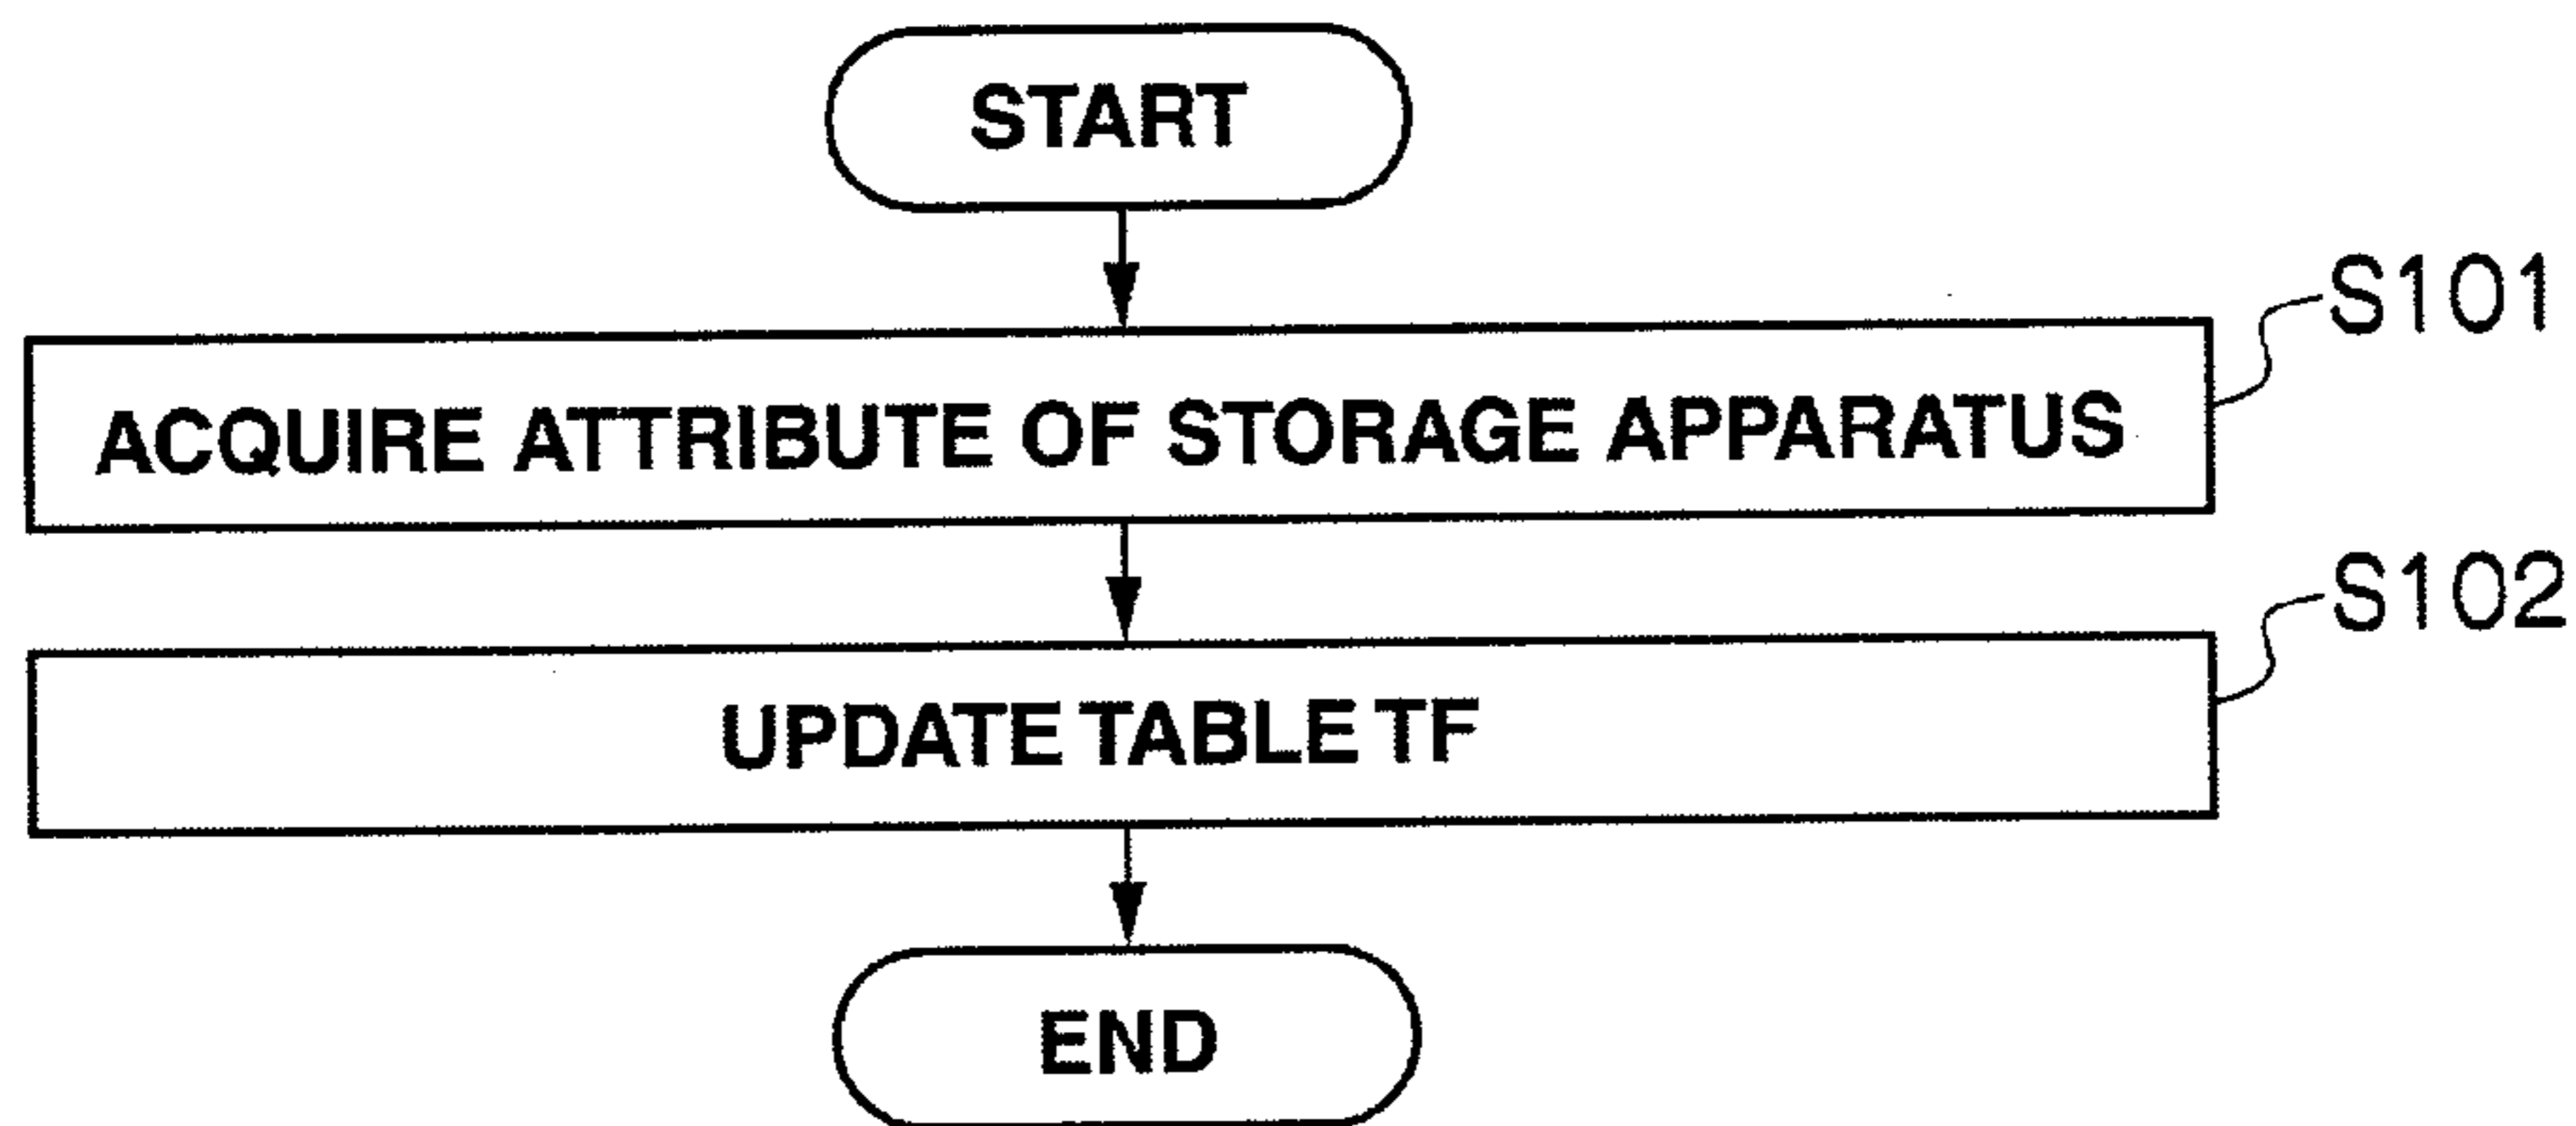 START
S101
ACQUIRE ATTRIBUTE OF STORAGE APPARATUS
S102
UPDATE TABLE TF
END